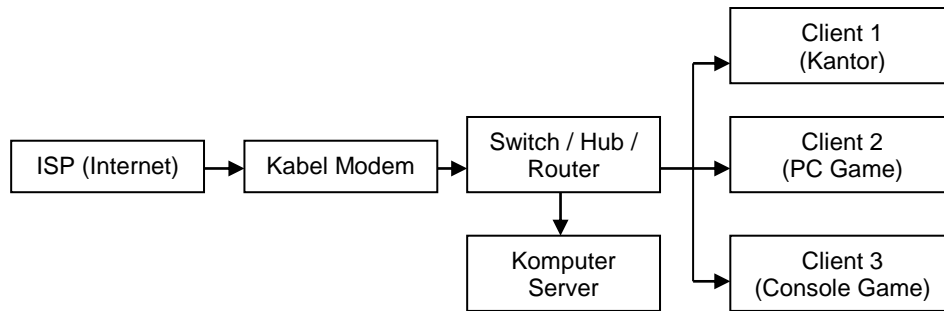 ISP (Internet)
Kabel Modem
Switch / Hub /
Router
Komputer
Server
Client 1
(Kantor)
Client 2
(PC Game)
Client 3
(Console Game)